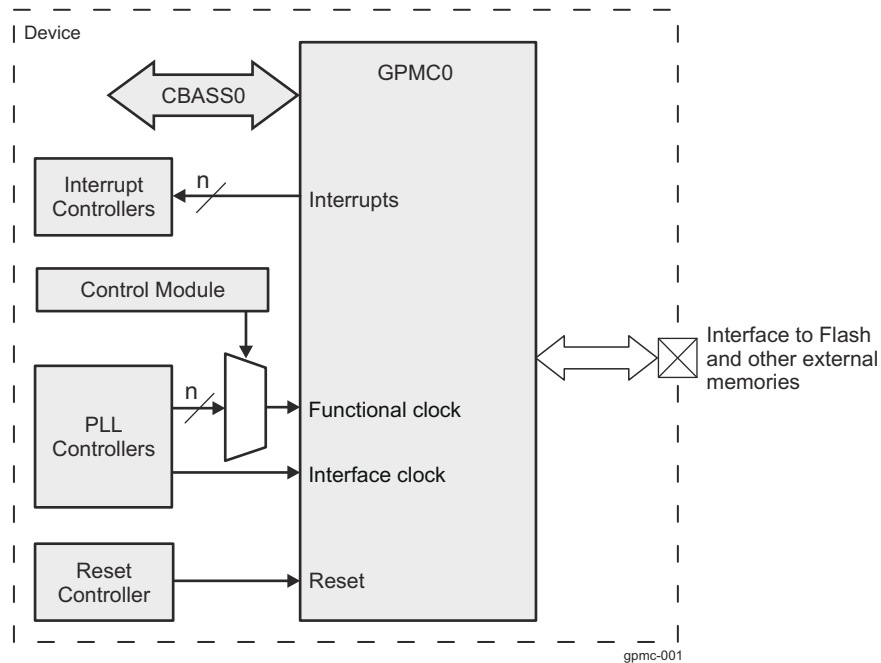 Device
CBASS0
GPMC0
Interrupt
Controllers
n
Interrupts
Control Module
PLL
Controllers
n
Functional clock
Interface clock
Reset
Controller
Reset
Interface to Flash
and other external
memories
gpmc-001